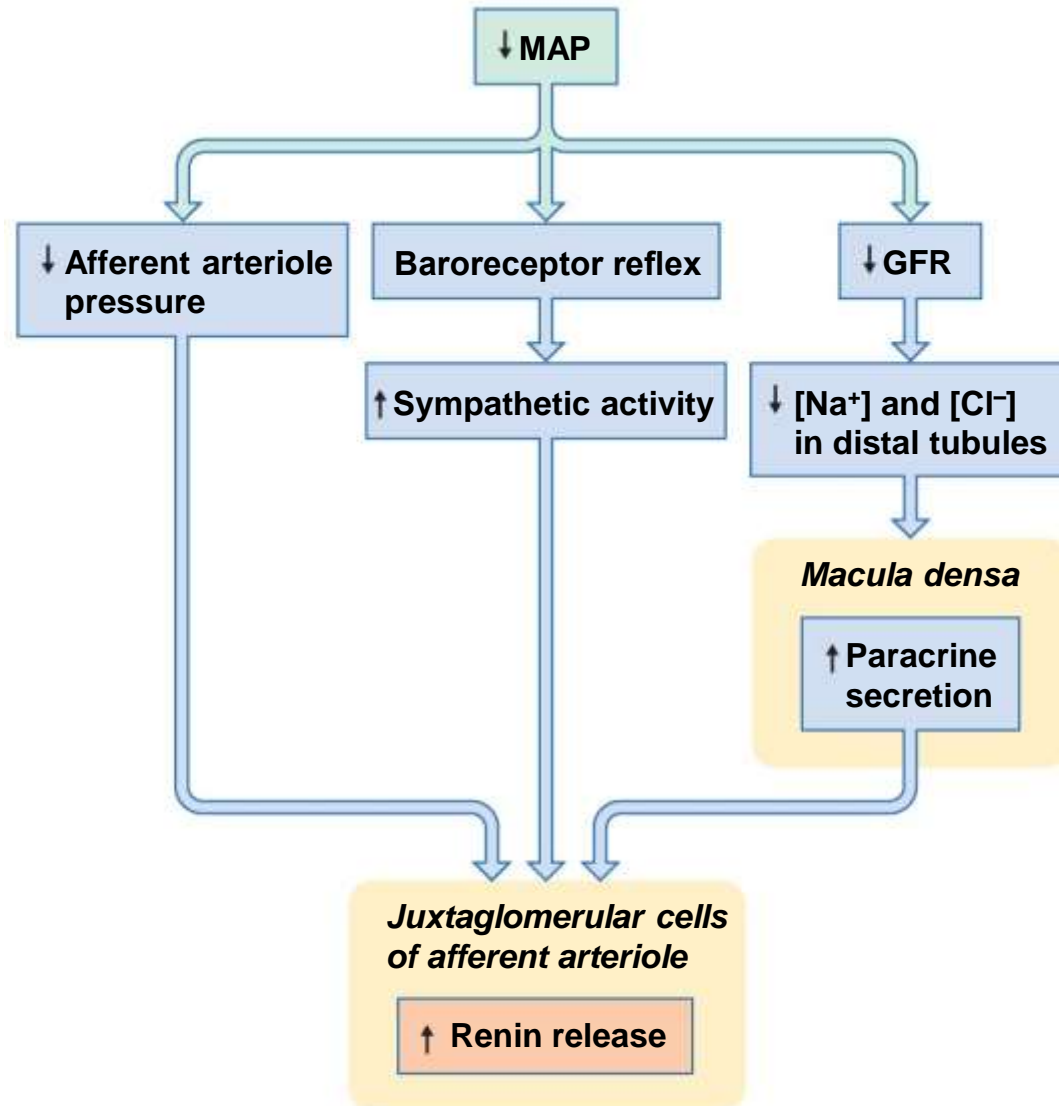 ↓ MAP
↓ Afferent arteriole
pressure
Baroreceptor reflex
↓ GFR
↑ Sympathetic activity
↓ [Na⁺] and [Cl⁻]
in distal tubules
Macula densa
↑ Paracrine
secretion
Juxtaglomerular cells
of afferent arteriole
↑ Renin release